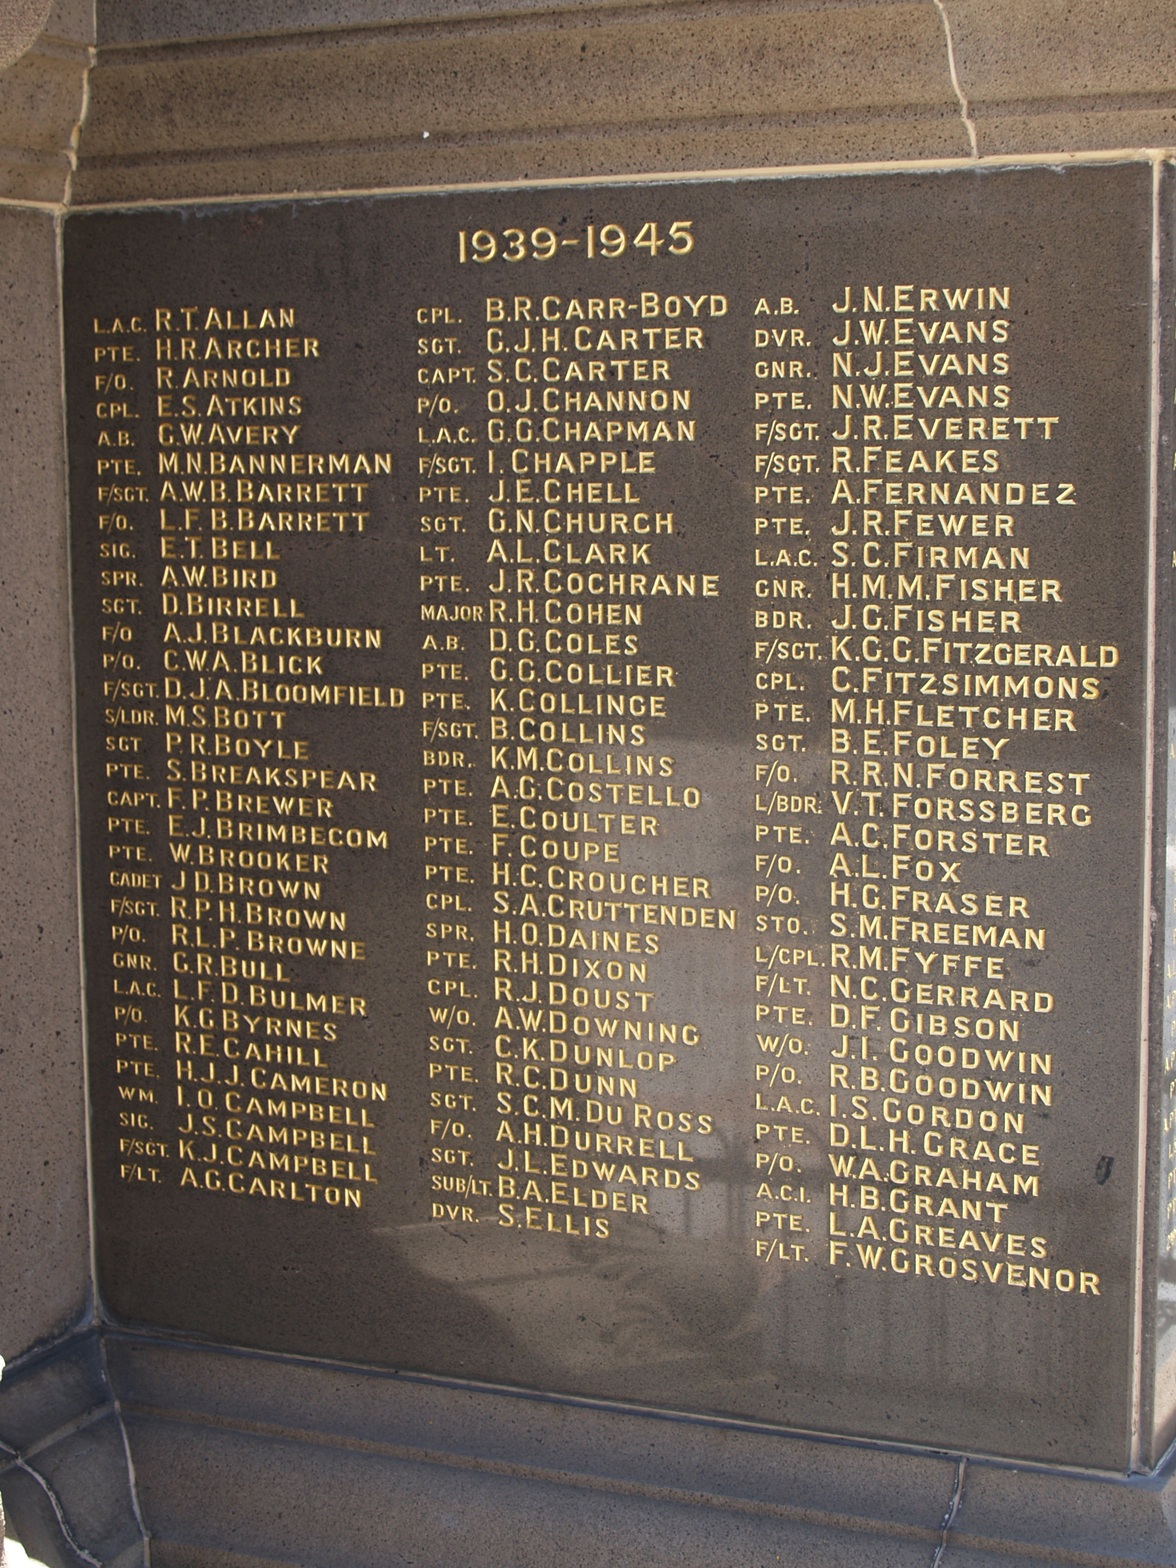 1939-1945
L.A.C. R.T. ALLAN
PTE. H.R. ARCHER
F/O. R. ARNOLD
CPL. E.S. ATKINS
A.B. G.W. AVERY
PTE. M.N. BANNERMAN
F/SGT A.W.B. BARRETT
F/O. L.F.B. BARRETT
SIG. E.T. BELL
SPR. A.W. BIRD
SGT. D. BIRRELL
F/O. A.J. BLACKBURN
F/O. C.W.A. BLICK
F/SGT. D.J.A. BLOOMFIELD
S/LDR. M.S. BOTT
SGT. P.R. BOYLE
PTE. S. BREAKSPEAR
CAPT. F.P. BREWER
PTE. E.J. BRIMBECOM
PTE. W. BROOKER
CADET J.D. BROWN
F/SGT. R.P.H. BROWN
P/O. R.L.P. BROWNE
GNR. C.R. BULL
L.A.C. L.F.D. BULMER
P/O. K.G. BYRNES
PTE. R.E. CAHILL
PTE. H.J.J. CAMERON
W/M. I.O. CAMPBELL
SIG. J.S. CAMPBELL
F/SGT. K.J. CAMPBELL
F/LT. A.G. CARLTON
CPL. B.R. CARR-BOYD
SGT. C.J.H. CARTER
CAPT. S.C. CARTER
P/O. O.J. CHANNON
L.A.C. G.G. CHAPMAN
F/SGT. I. CHAPPLE
PTE. J.E. CHELL
SGT. G.N. CHURCH
LT. A.L. CLARK
PTE. J.R. COCHRANE
MAJOR R.H. COHEN
A.B. D.G. COLES
PTE. C.G. COLLIER
PTE. K.G. COLLINGE
F/SGT. B.R. COLLINS
BDR. K.M. COLLINS
PTE. A.G. COSTELLO
PTE. E.G. COULTER
PTE. F.C. COUPE
PTE. H.C. CROUCHER
CPL. S.A. CRUTTENDEN
SPR. H.O. DAINES
PTE. R.H. DIXON
CPL. R.J. DOUST
W/O. A.W. DOWNING
SGT. C.K. DUNLOP
PTE. R.C. DUNN
SGT. S.C.M. DU ROSS
F/O. A.H. DURRELL
SGT. J.L. EDWARDS
SUB/LT. B.A. ELDER
DVR. S. ELLIS
A.B. J.N. ERWIN
DVR. J.W. EVANS
GNR. N.J. EVANS
PTE. N.W. EVANS
F/SGT. J.R. EVERETT
F/SGT. R. FEAKES
PTE. A. FERNANDEZ
PTE. J.R. FEWER
L.A.C. S.C. FIRMAN
GNR. H.M.M. FISHER
BDR. J.G. FISHER
F/SGT. K.G. FITZGERALD
CPL. C. FITZSIMMONS
PTE. M.H. FLETCHER
SGT. B.E. FOLEY
F/O. R.R.N. FORREST
L/BDR. V.T. FORSSBERG
PTE. A.C. FORSTER
F/O. A.L. FOX
P/O. H.G. FRASER
STO. S.M. FREEMAN
L/CPL. R.M. FYFFE
F/LT. N.C. GERRARD
PTE. D.F. GIBSON
W/O. J.I. GOODWIN
P/O. R.B. GOODWIN
L.A.C. I.S. GORDON
PTE. D.L.H. GRACE
P/O. W.A. GRAHAM
A.C.I. H.B. GRANT
PTE. L.A. GREAVES
F/LT. F.W. GROSVENOR